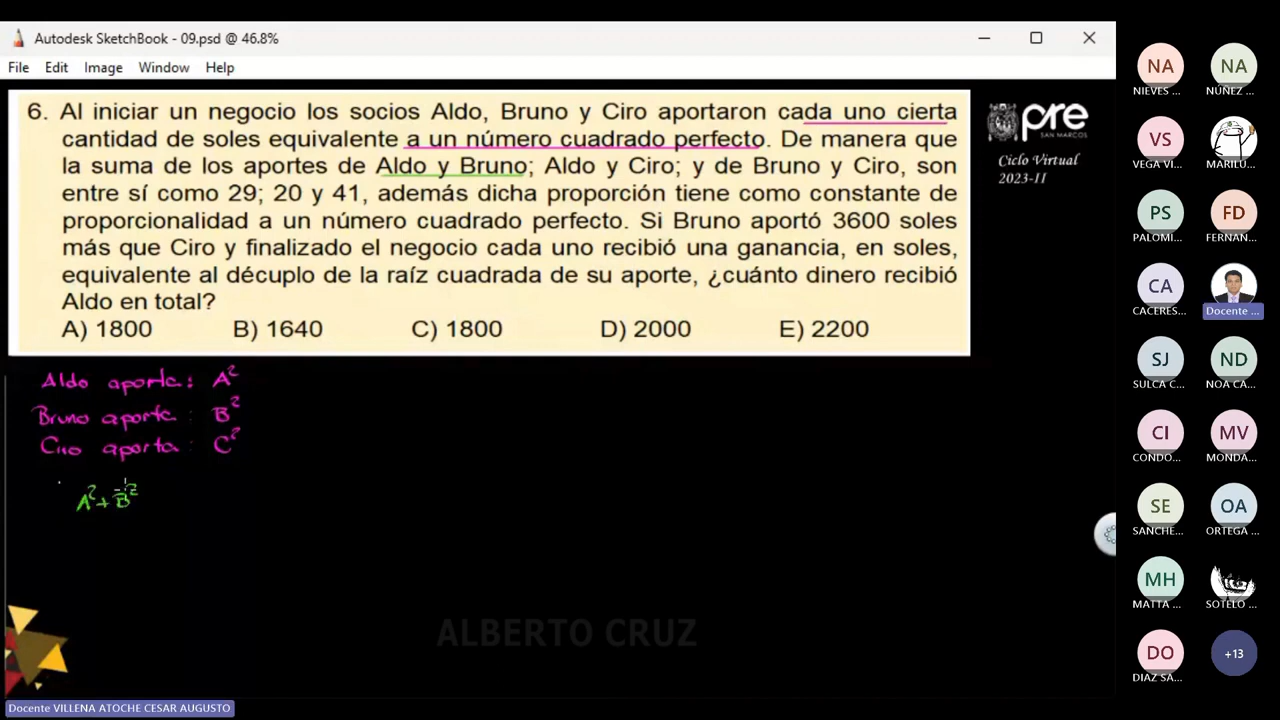 Autodesk SketchBook - 09.psd @ 46.8%
File Edit Image Window Help
6. Al iniciar un negocio los socios Aldo, Bruno y Ciro aportaron cada uno cierta
cantidad de soles equivalente a un número cuadrado perfecto. De manera que
la suma de los aportes de Aldo y Bruno; Aldo y Ciro; y de Bruno y Ciro, son
entre sí como 29; 20 y 41, además dicha proporción tiene como constante de
proporcionalidad a un número cuadrado perfecto. Si Bruno aportó 3600 soles
más que Ciro y finalizado el negocio cada uno recibió una ganancia, en soles,
equivalente al décuplo de la raíz cuadrada de su aporte, ¿cuánto dinero recibió
Aldo en total?
A) 1800 B) 1640 C) 1800 D) 2000 E) 2200
pre
SAN MARCOS
Ciclo Virtual
2023-II
Aldo aporta: A²
Bruno aporta : B²
Ciro aporta : C²
A² + B²
ALBERTO CRUZ
Docente VILLENA ATOCHE CESAR AUGUSTO
NA NA
NIEVES ... NÚÑEZ ...
VS
VEGA VI... MARILU...
PS FD
PALOMI... FERNAN...
CA
CACERES... Docente ...
SJ ND
SULCA C... NOA CA...
CI MV
CONDO... MONDA...
SE OA
SANCHE... ORTEGA ...
MH
MATTA ... SOTELO ...
DO +13
DIAZ SA...